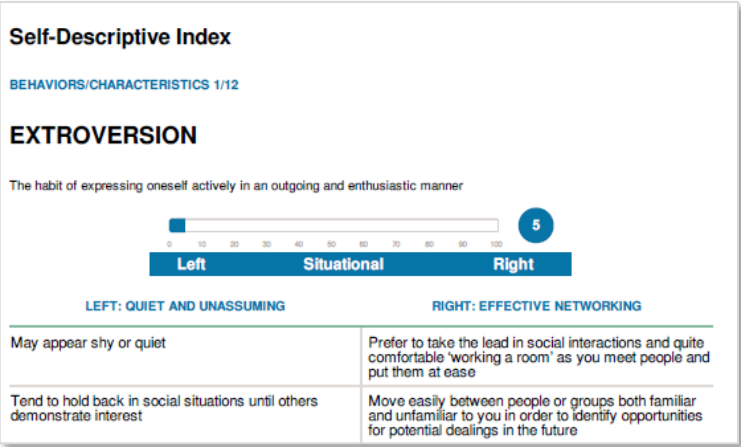 Self-Descriptive Index
BEHAVIORS/CHARACTERISTICS 1/12
EXTROVERSION
The habit of expressing oneself actively in an outgoing and enthusiastic manner
5
0 10 20 30 40 50 60 70 80 90 100
Left Situational Right
LEFT: QUIET AND UNASSUMING
RIGHT: EFFECTIVE NETWORKING
May appear shy or quiet
Prefer to take the lead in social interactions and quite
comfortable ‘working a room’ as you meet people and
put them at ease
Tend to hold back in social situations until others
demonstrate interest
Move easily between people or groups both familiar
and unfamiliar to you in order to identify opportunities
for potential dealings in the future